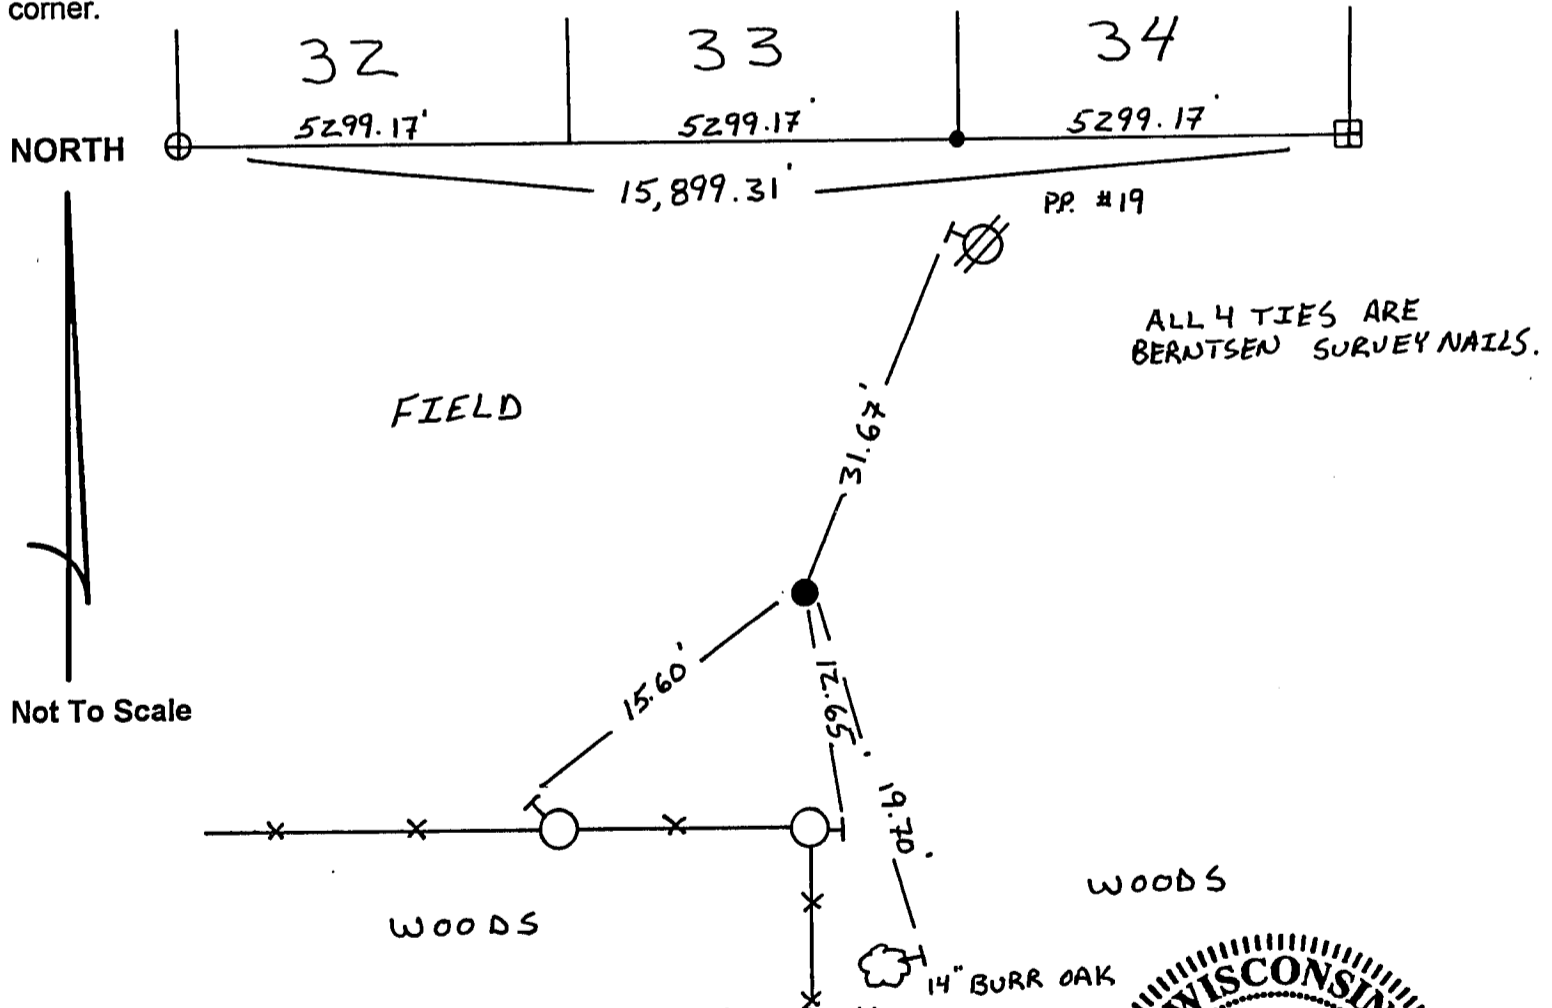 corner.
32 33 34
5299.17' 5299.17' 5299.17'
NORTH
15,899.31'
P.P. #19
ALL 4 TIES ARE
BERNTSEN SURVEY NAILS.
FIELD
31.67'
15.60'
12.65'
Not To Scale
19.70'
WOODS
WOODS
14" BURR OAK
WISCONSIN